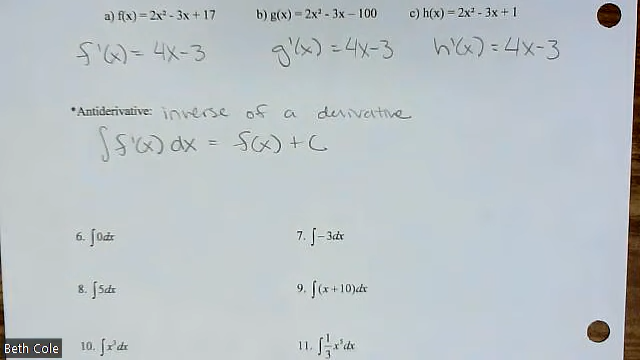 a) f(x) = 2x² - 3x + 17 b) g(x) = 2x² - 3x – 100 c) h(x) = 2x² - 3x + 1
f'(x) = 4x-3 g'(x) = 4x-3 h'(x) = 4x-3
*Antiderivative: inverse of a derivative
∫f'(x) dx = f(x) + C
6. ∫0dx 7. ∫-3dx
8. ∫5dx 9. ∫(x+10)dx
10. ∫x³dx 11. ∫1/3x⁵dx
Beth Cole